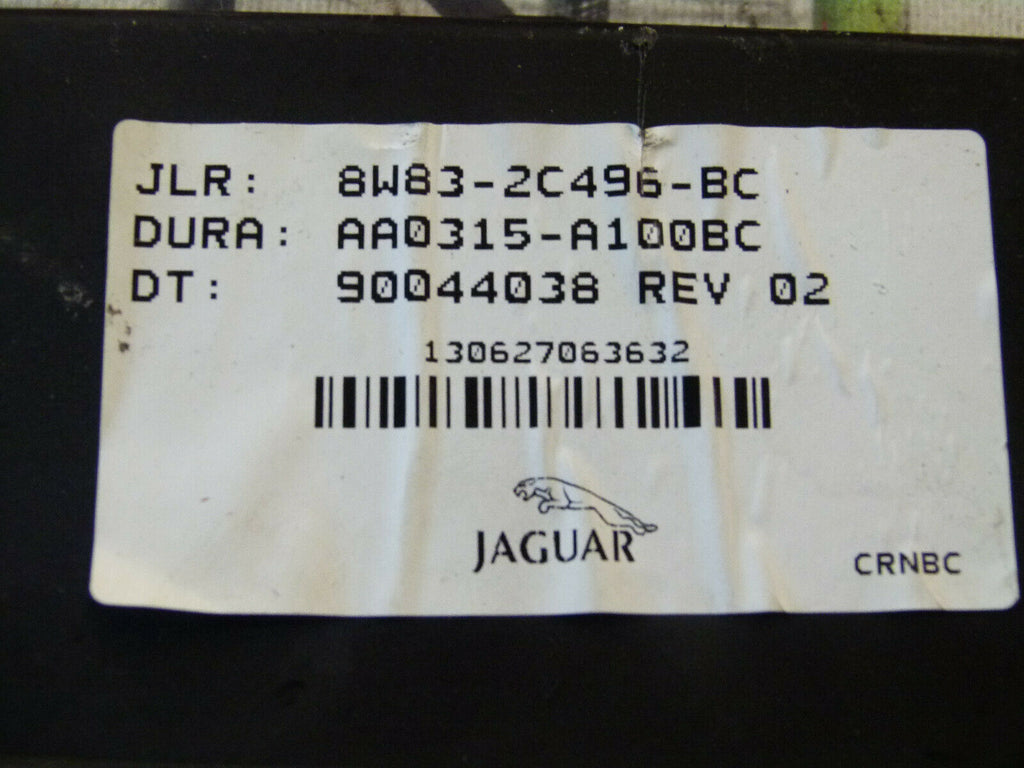 JLR: 8W83-2C496-BC
DURA: AA0315-A100BC
DT: 90044038 REV 02
130627063632
JAGUAR
CRNBC